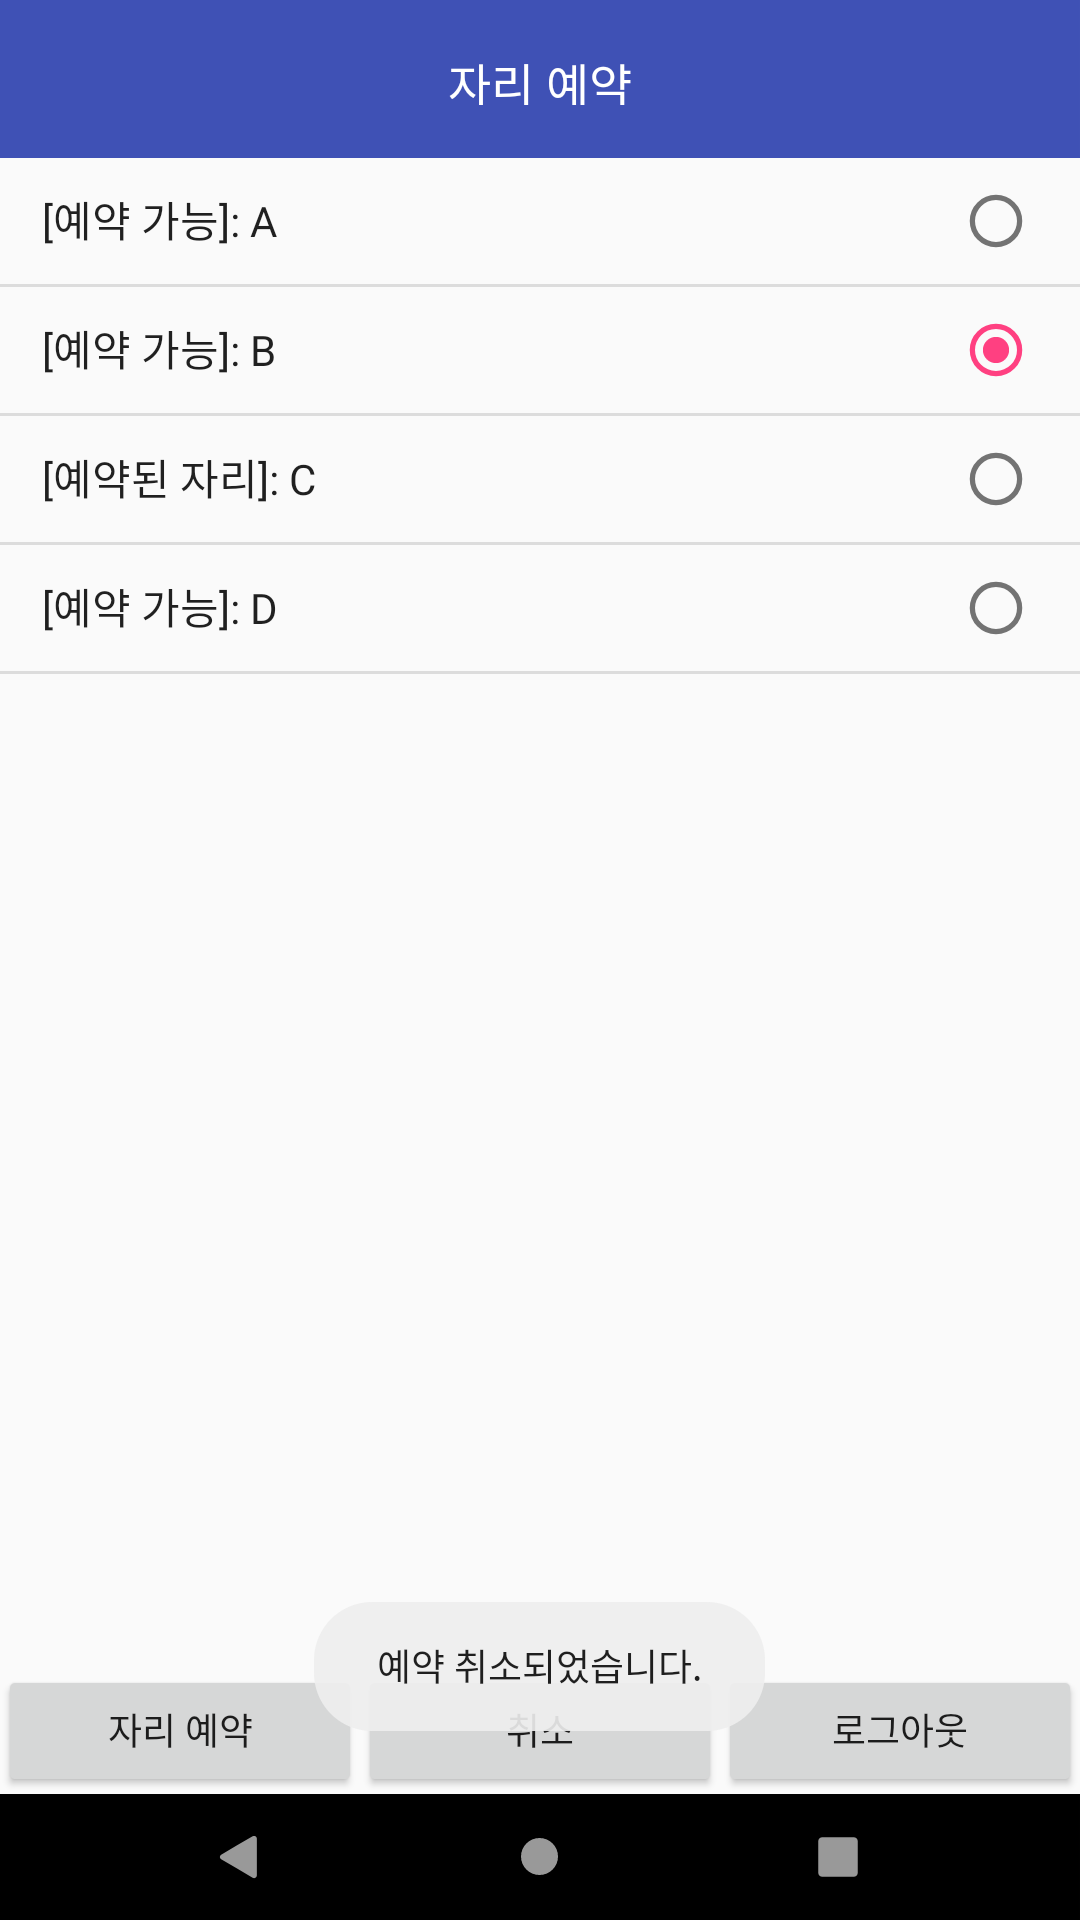 자리 예약
[예약 가능]: A
[예약 가능]: B
[예약된 자리]: C
[예약 가능]: D
예약 취소되었습니다.
자리 예약
취소
로그아웃